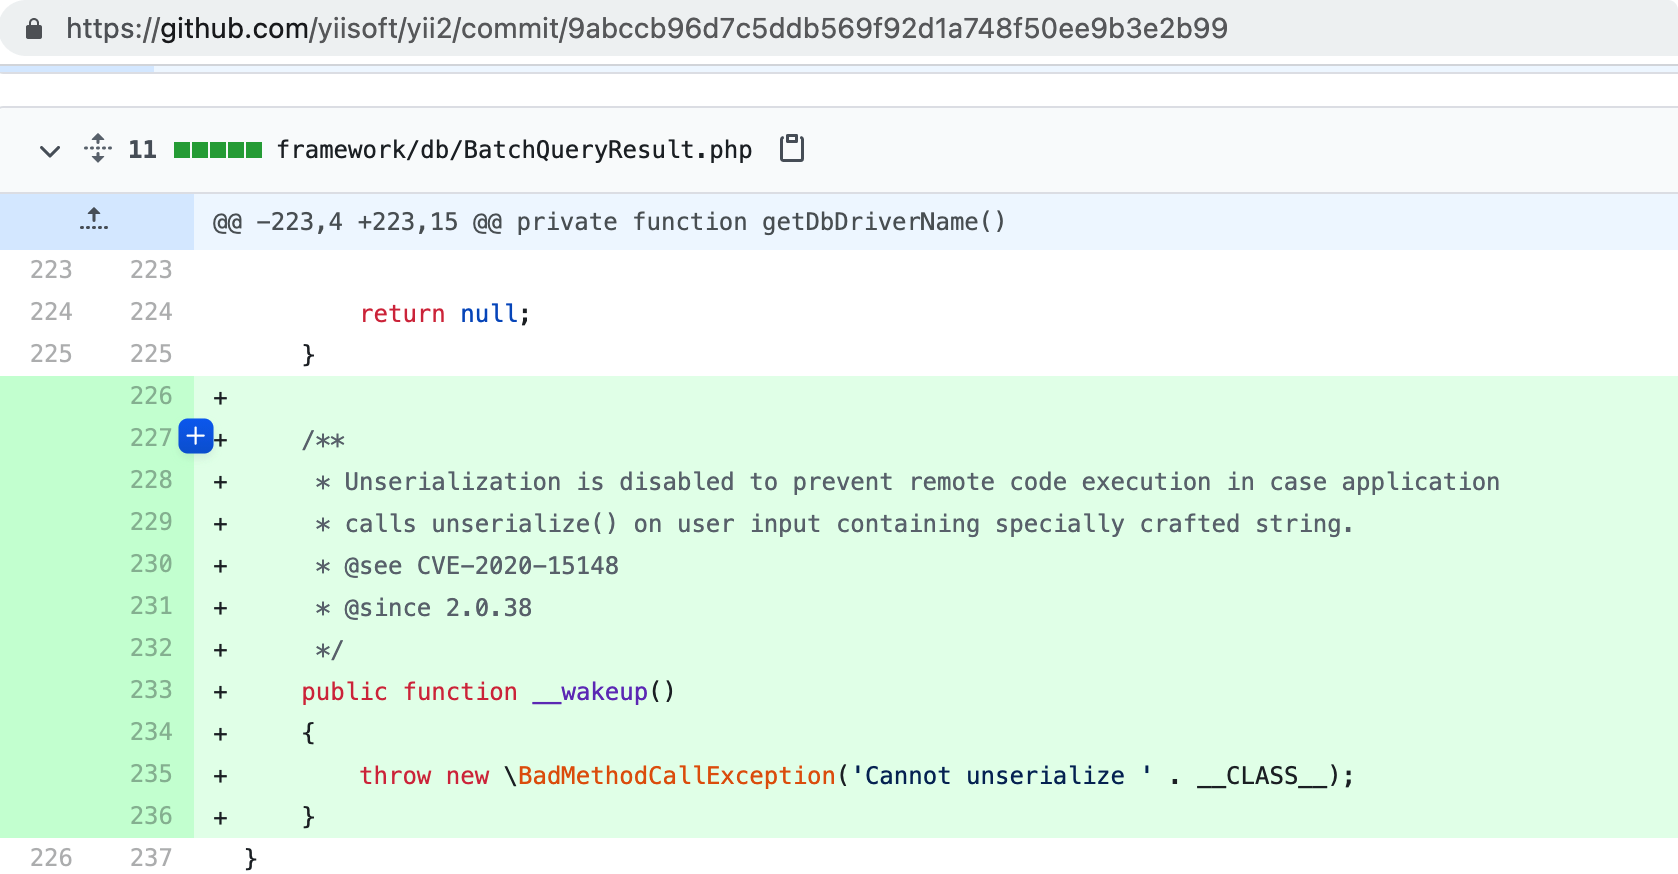 https://github.com/yiisoft/yii2/commit/9abccb96d7c5ddb569f92d1a748f50ee9b3e2b99
11 framework/db/BatchQueryResult.php
@@ -223,4 +223,15 @@ private function getDbDriverName()
223 223
224 224 return null;
225 225 }
226 +
227 + /**
228 + * Unserialization is disabled to prevent remote code execution in case application
229 + * calls unserialize() on user input containing specially crafted string.
230 + * @see CVE-2020-15148
231 + * @since 2.0.38
232 + */
233 + public function __wakeup()
234 + {
235 + throw new \BadMethodCallException('Cannot unserialize ' . __CLASS__);
236 + }
226 237 }